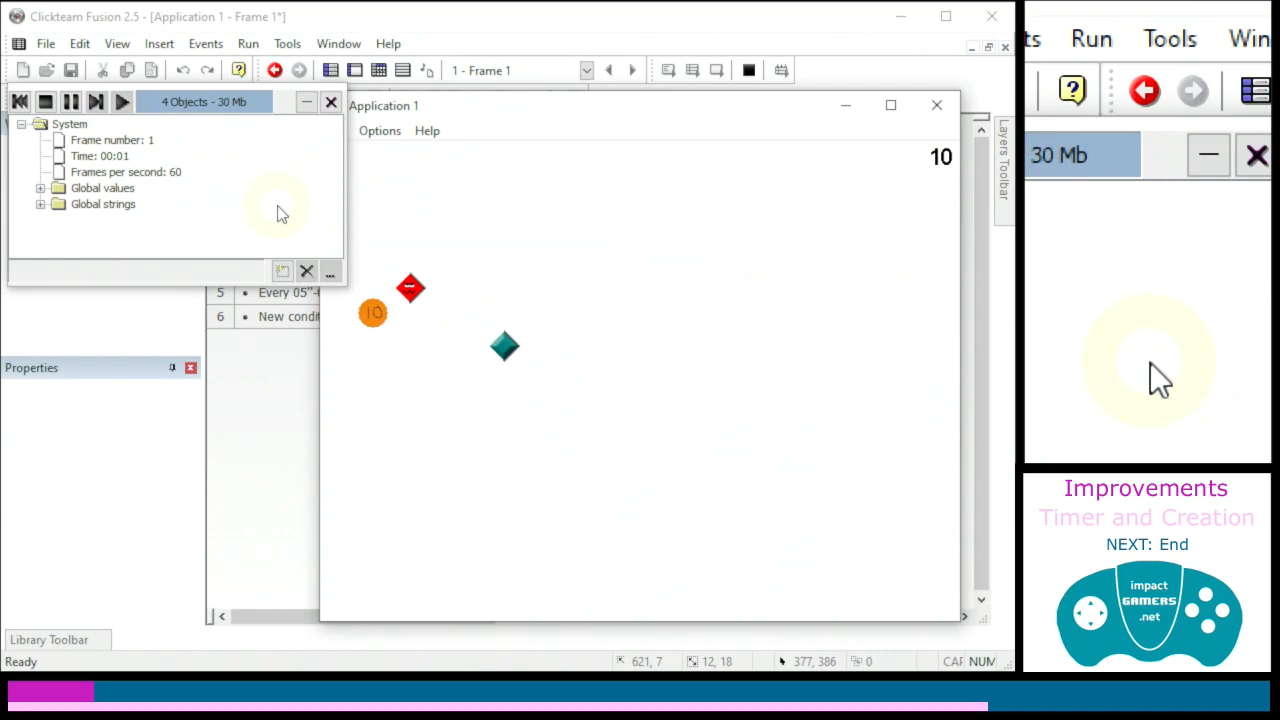 Clickteam Fusion 2.5 - [Application 1 - Frame 1*]
File Edit View Insert Events Run Tools Window Help
1 - Frame 1
4 Objects - 30 Mb
System
Frame number: 1
Time: 00:01
Frames per second: 60
Global values
Global strings
...
Application 1
Options Help
10
10
5 • Every 05"-
6 • New condit
Layers Toolbar
Properties
Library Toolbar
Ready
621, 7
12, 18
377, 386
0
CAP NUM
ts Run Tools Win
30 Mb
Improvements
Timer and Creation
NEXT: End
impact
GAMERS
.net